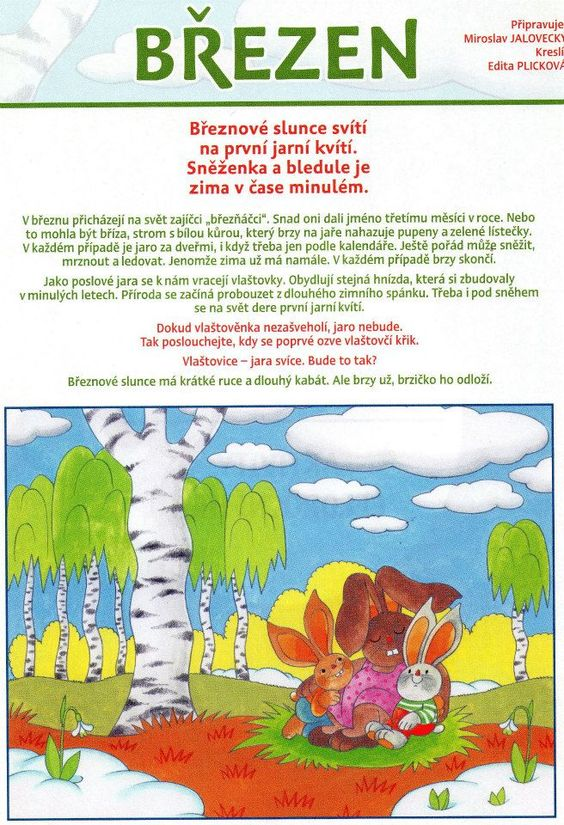 BŘEZEN
Připravuje
Miroslav JALOVECKÝ
Kreslí
Edita PLICKOVÁ
Březnové slunce svítí
na první jarní kvítí.
Sněženka a bledule je
zima v čase minulém.
V březnu přicházejí na svět zajíčci „březňáčci“. Snad oni dali jméno třetímu měsíci v roce. Nebo
to mohla být bříza, strom s bílou kůrou, který brzy na jaře nahazuje pupeny a zelené lístečky.
V každém případě je jaro za dveřmi, i když třeba jen podle kalendáře. Ještě pořád může sněžit,
mrznout a ledovat. Jenomže zima už má namále. V každém případě brzy skončí.
Jako poslové jara se k nám vracejí vlaštovky. Obydlují stejná hnízda, která si zbudovaly
v minulých letech. Příroda se začíná probouzet z dlouhého zimního spánku. Třeba i pod sněhem
se na svět dere první jarní kvítí.
Dokud vlaštověnka nezašveholí, jaro nebude.
Tak poslouchejte, kdy se poprvé ozve vlaštovčí křik.
Vlaštovice – jara svíce. Bude to tak?
Březnové slunce má krátké ruce a dlouhý kabát. Ale brzy už, brzičko ho odloží.